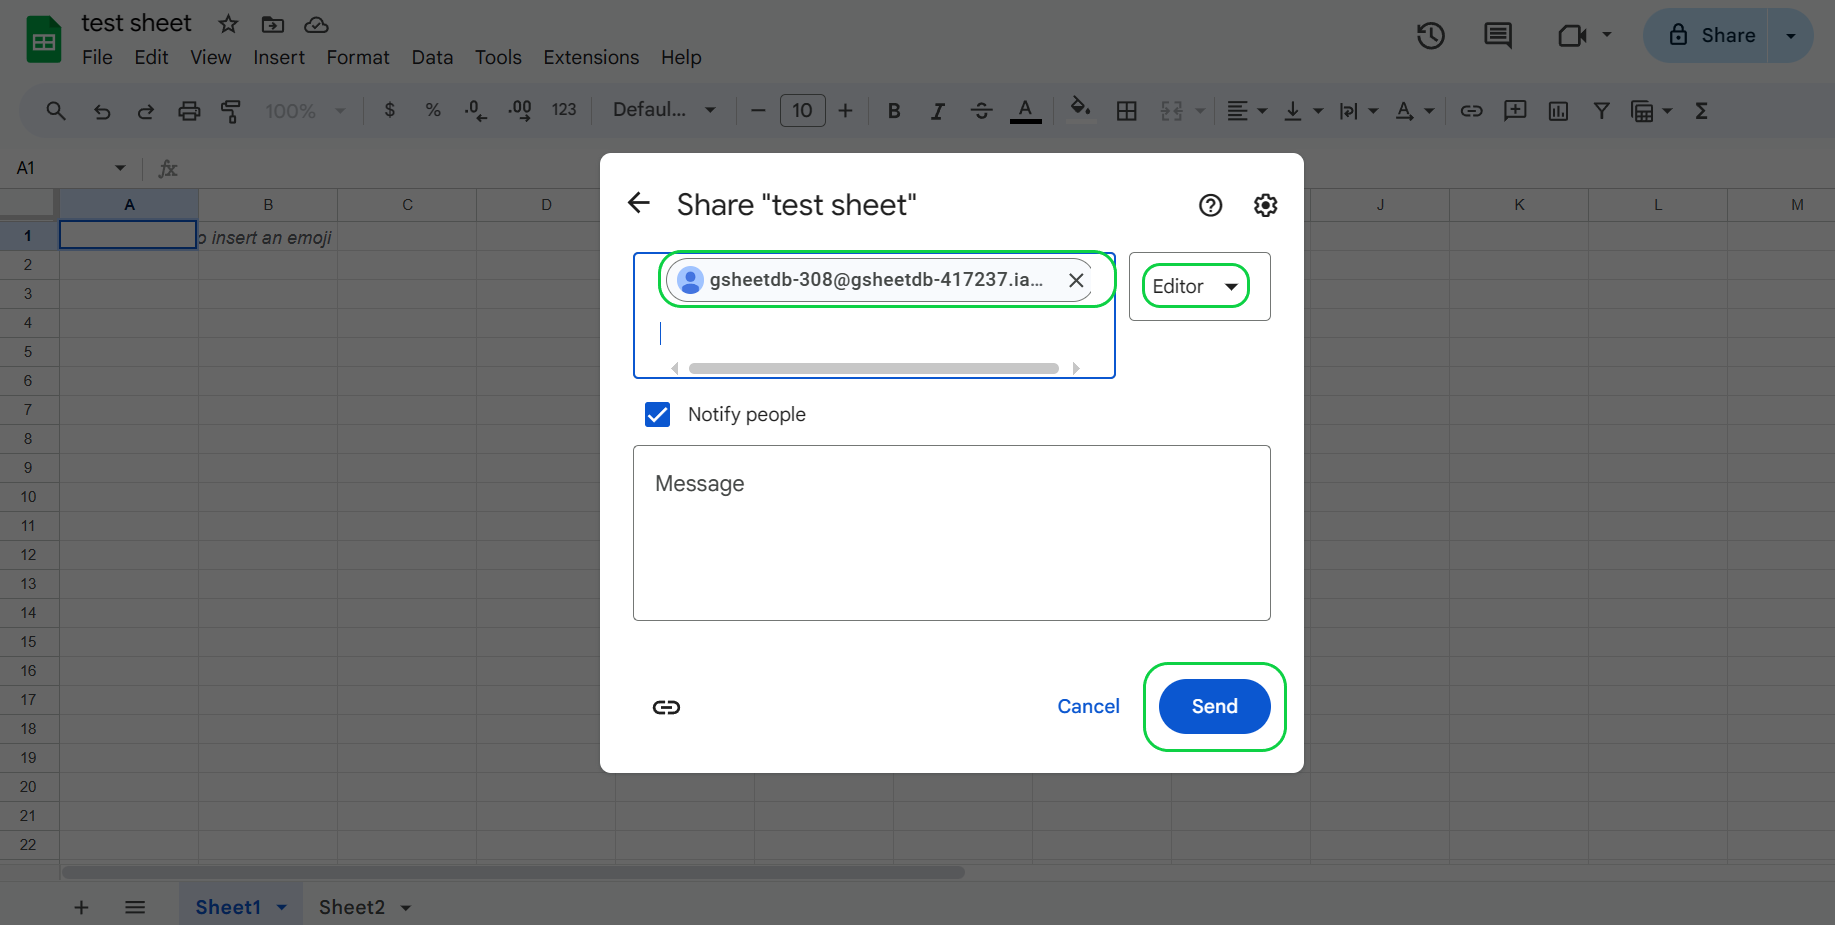 test sheet
File Edit View Insert Format Data Tools Extensions Help
Share
100% $ % .0 .00 123 Defaul... 10 B I A A Σ
A1 fx
A B C D J K L M
1 o insert an emoji
2
3
4
5
6
7
8
9
10
11
12
13
14
15
16
17
18
19
20
21
22
Share "test sheet"
gsheetdb-308@gsheetdb-417237.ia...
Editor
Notify people
Message
Cancel Send
Sheet1 Sheet2